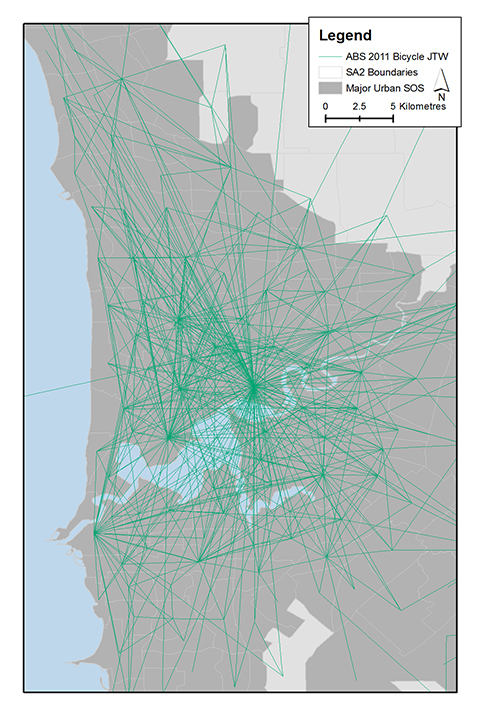 Legend
ABS 2011 Bicycle JTW
SA2 Boundaries
Major Urban SOS
N
0 2.5 5 Kilometres